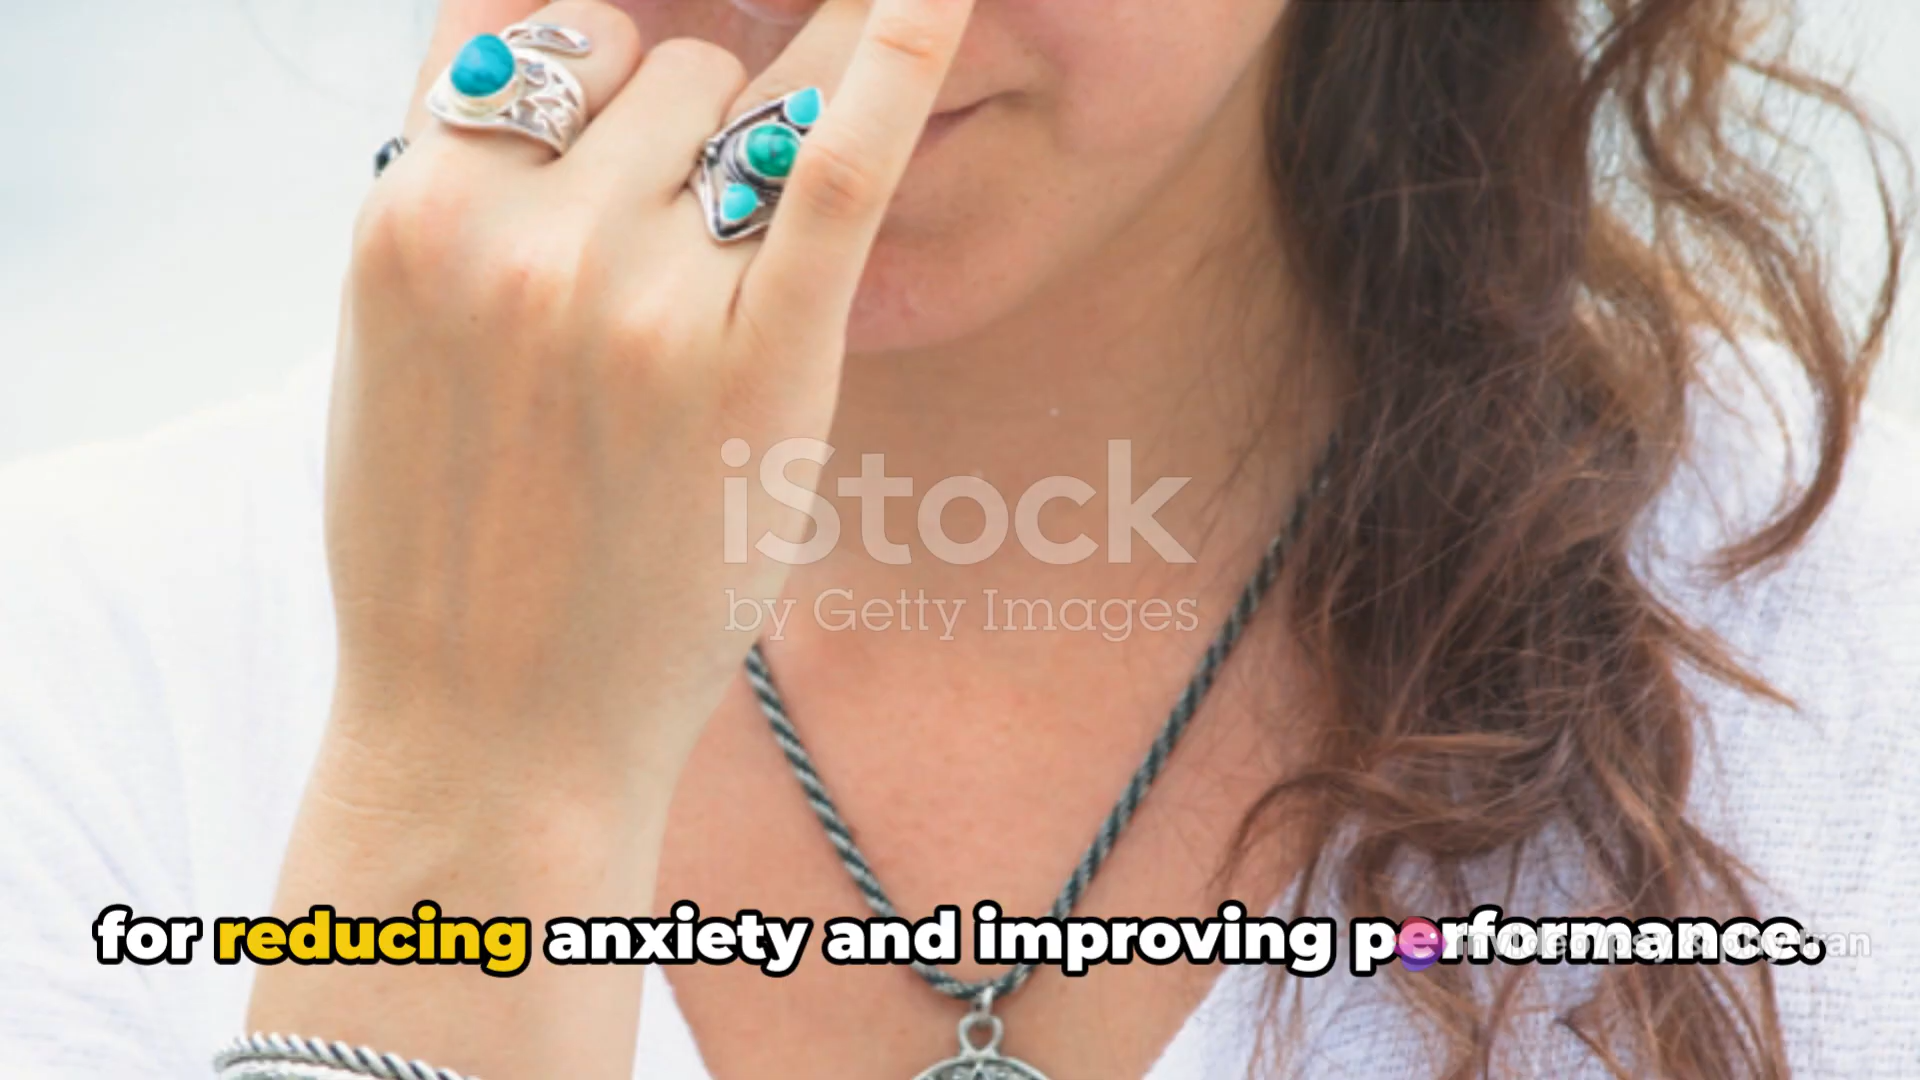 iStock
by Getty Images
for reducing anxiety and improving performance.